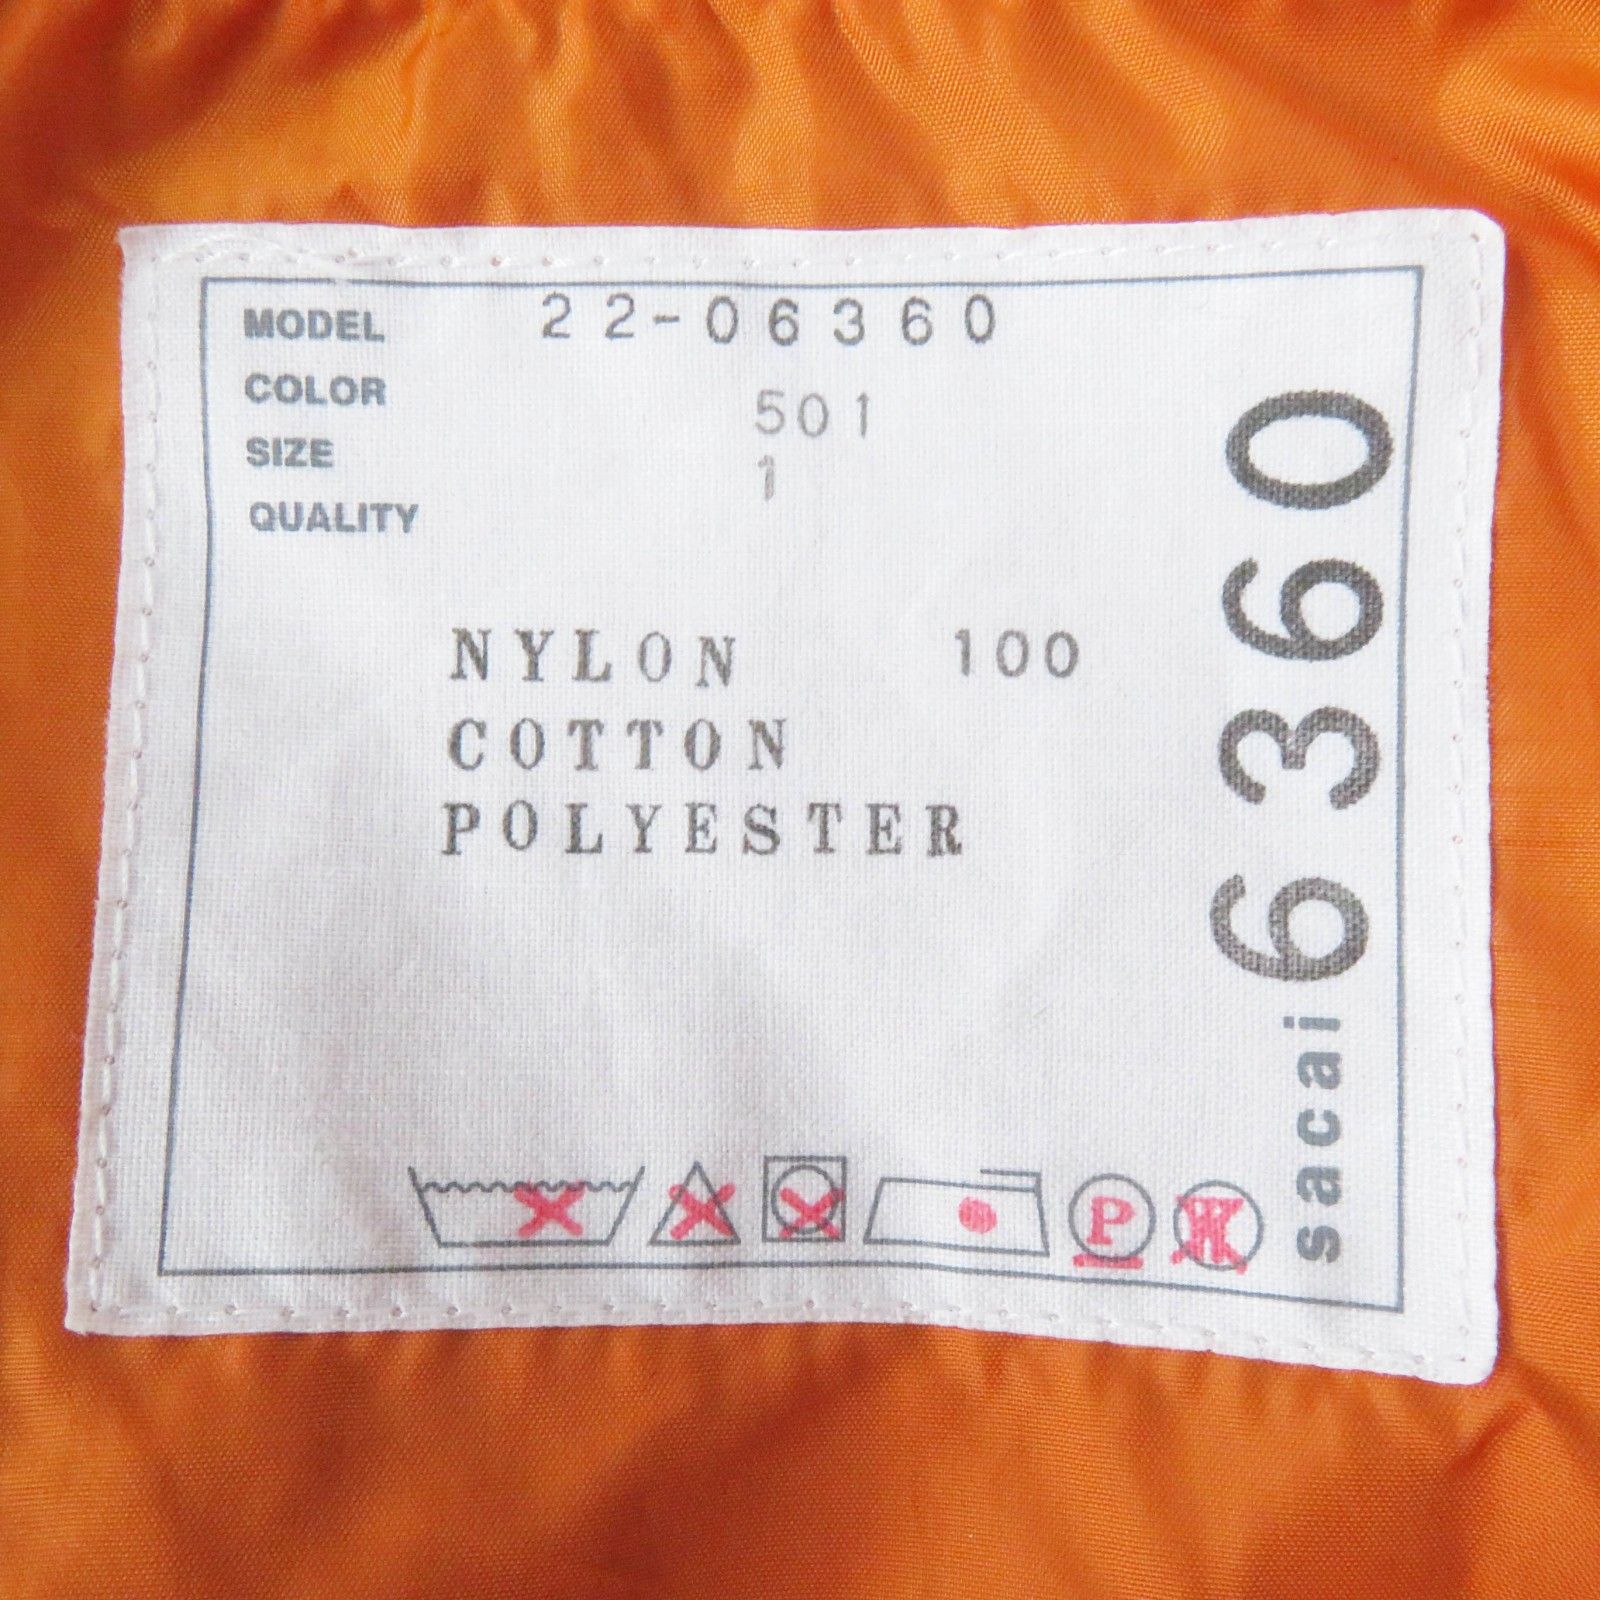 MODEL 22-06360
COLOR 501
SIZE 1
QUALITY
NYLON 100
COTTON
POLYESTER
P
W
sacai 6360